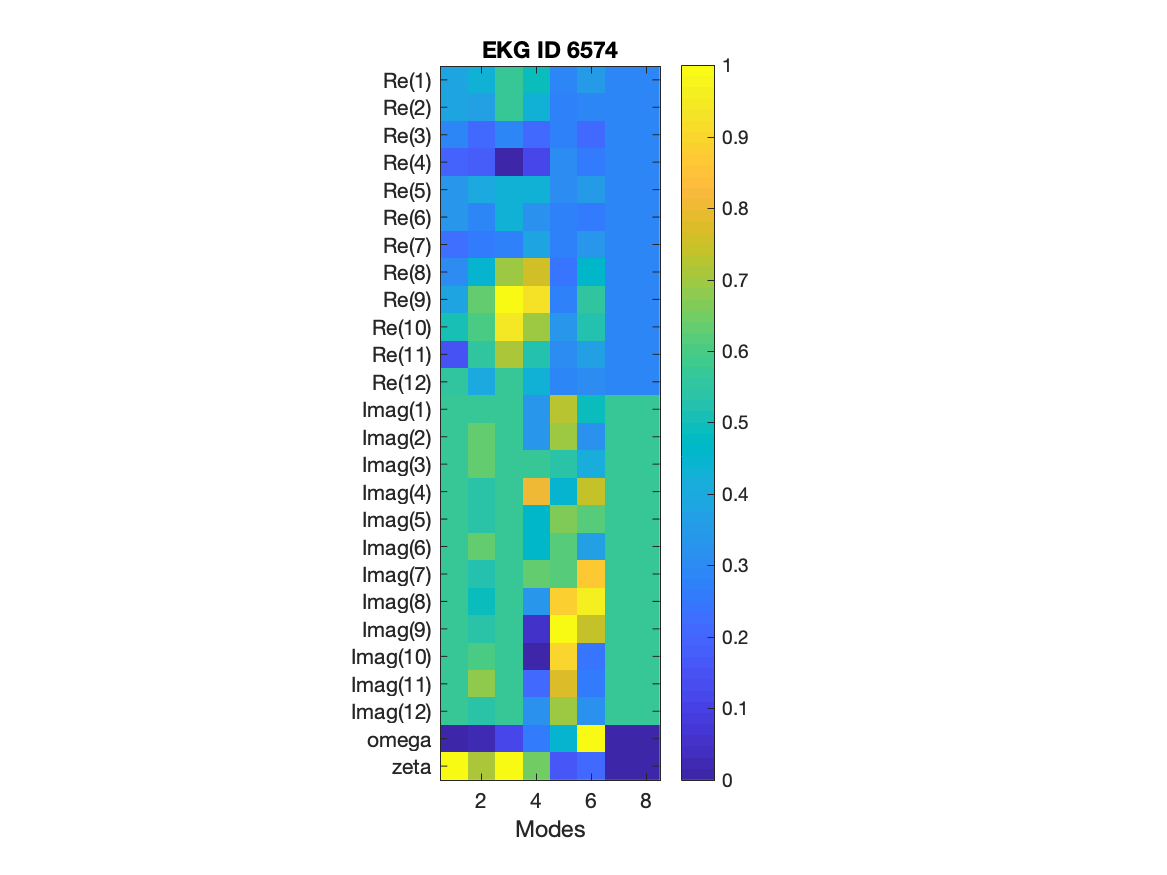 EKG ID 6574
Re(1)
Re(2)
Re(3)
Re(4)
Re(5)
Re(6)
Re(7)
Re(8)
Re(9)
Re(10)
Re(11)
Re(12)
Imag(1)
Imag(2)
Imag(3)
Imag(4)
Imag(5)
Imag(6)
Imag(7)
Imag(8)
Imag(9)
Imag(10)
Imag(11)
Imag(12)
omega
zeta
2 4 6 8
Modes
1
0.9
0.8
0.7
0.6
0.5
0.4
0.3
0.2
0.1
0